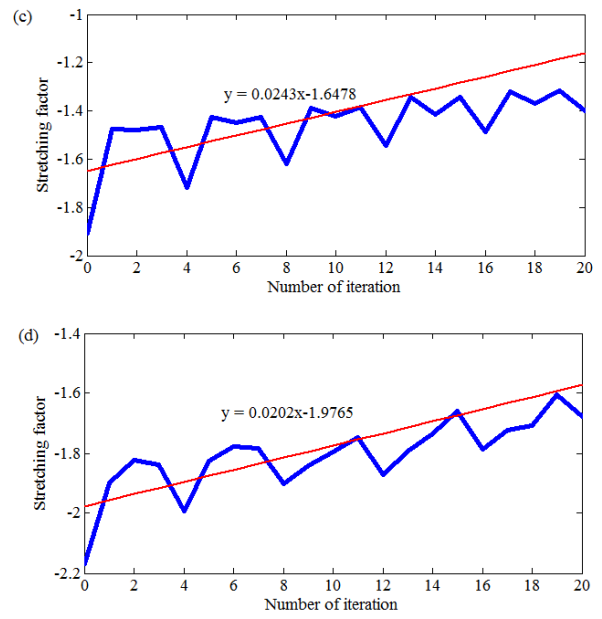 (c)
-1
-1.2
-1.4
-1.6
-1.8
-2
Stretching factor
y = 0.0243x-1.6478
0 2 4 6 8 10 12 14 16 18 20
Number of iteration
(d)
-1.4
-1.6
-1.8
-2
-2.2
Stretching factor
y = 0.0202x-1.9765
0 2 4 6 8 10 12 14 16 18 20
Number of iteration